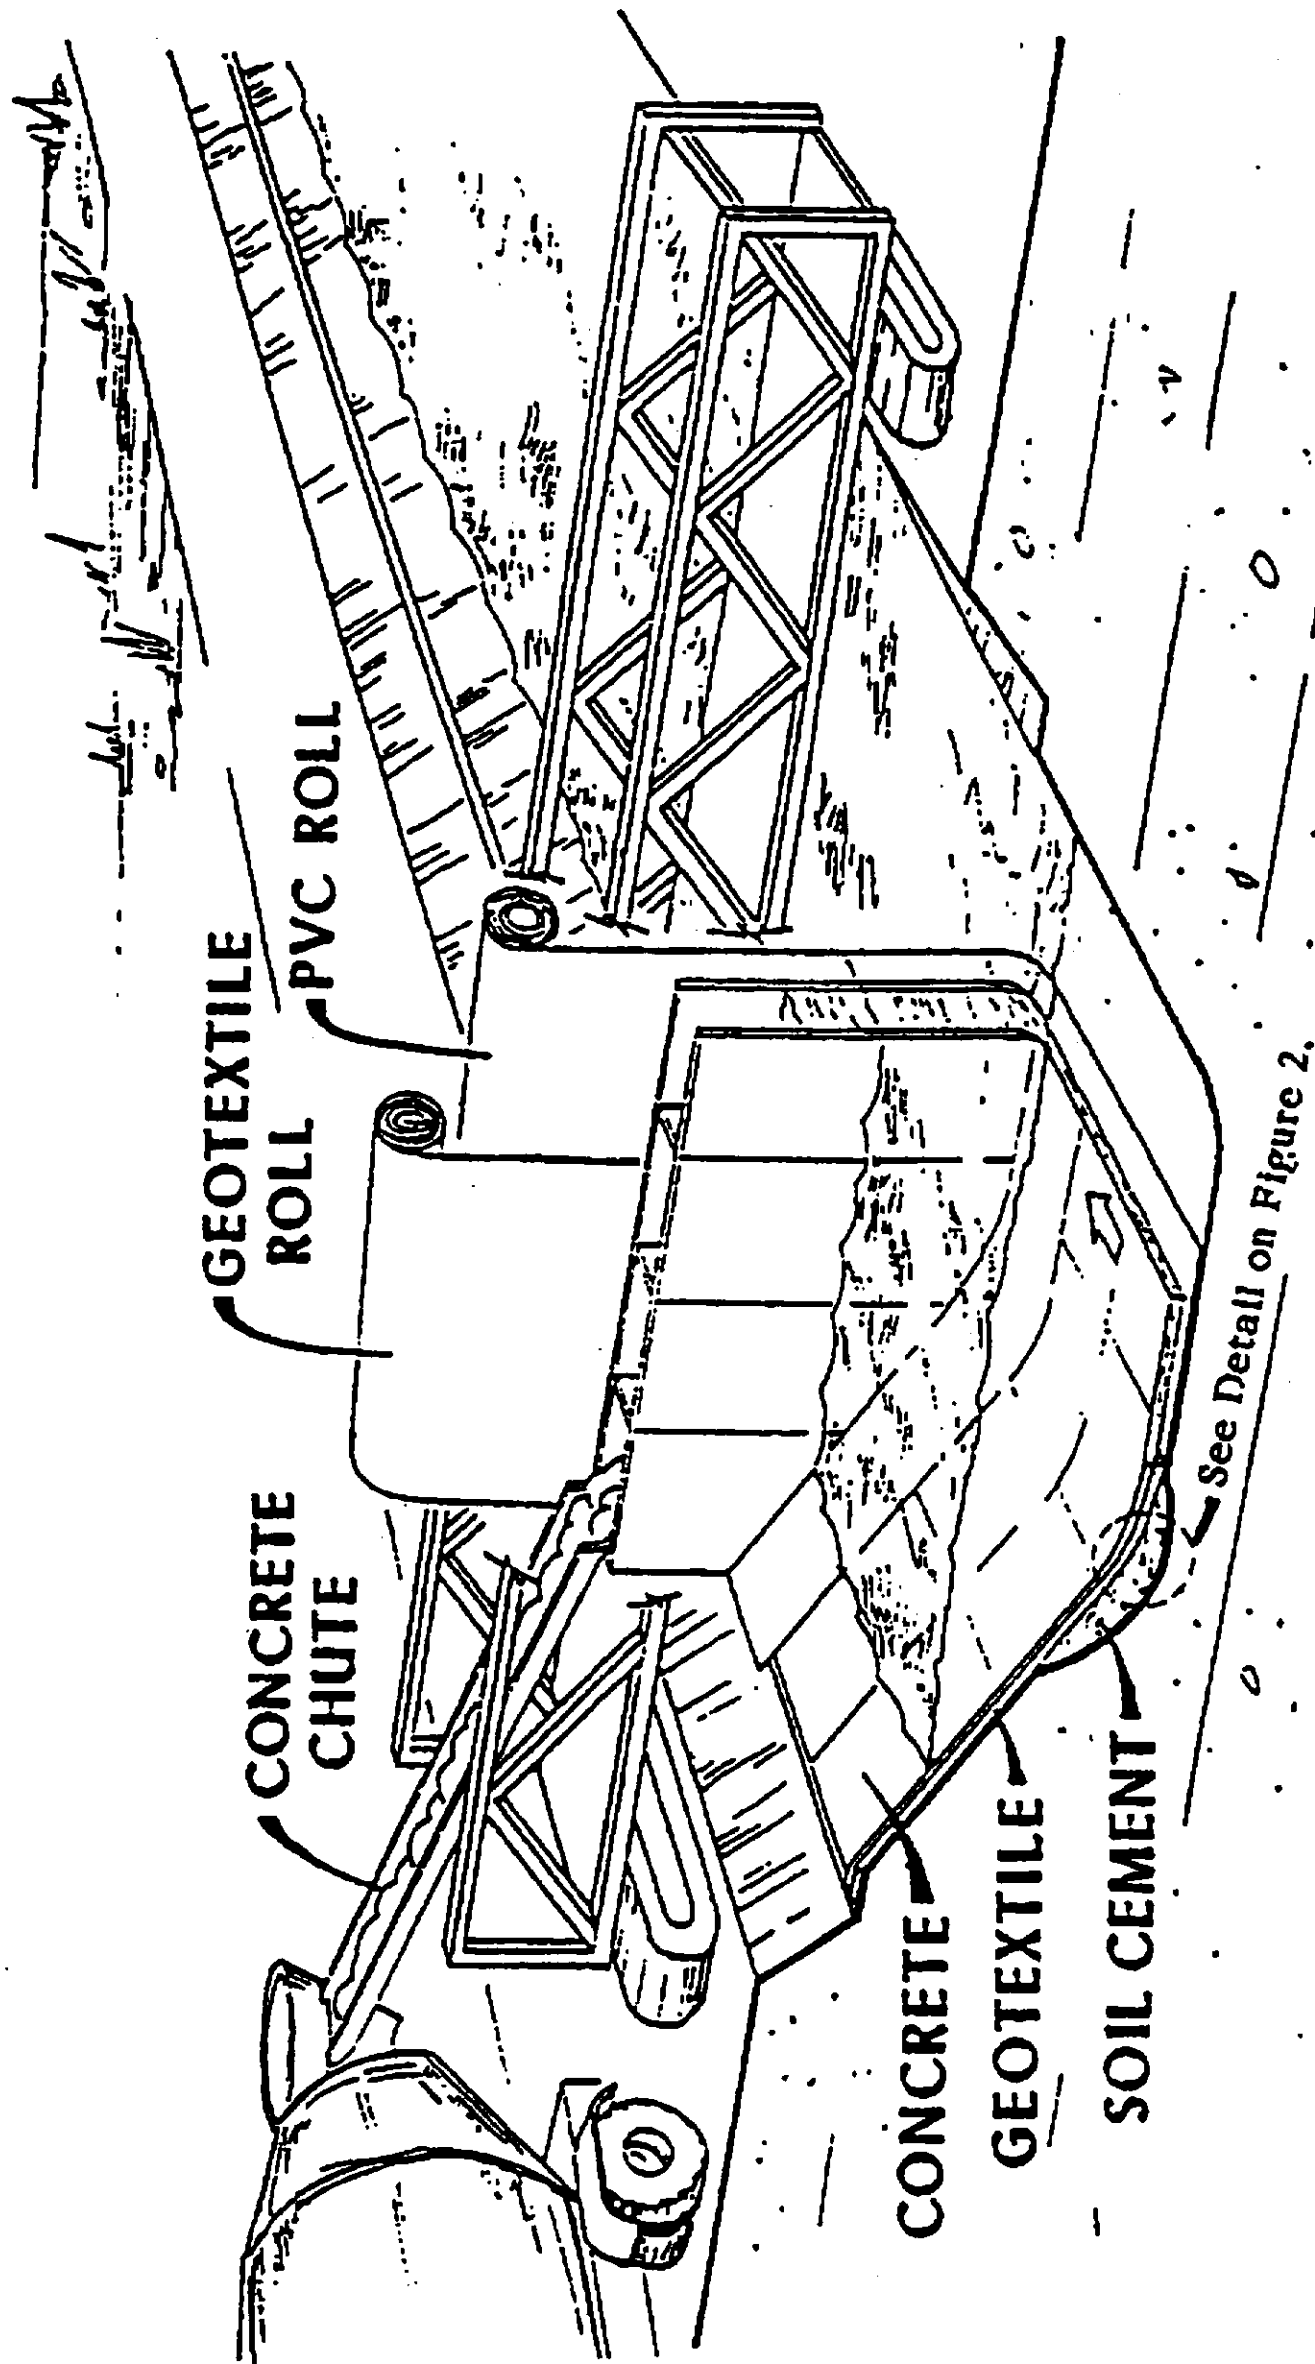 GEOTEXTILE
ROLL
PVC ROLL
CONCRETE
CHUTE
CONCRETE
GEOTEXTILE
SOIL CEMENT
See Detail on Figure 2.